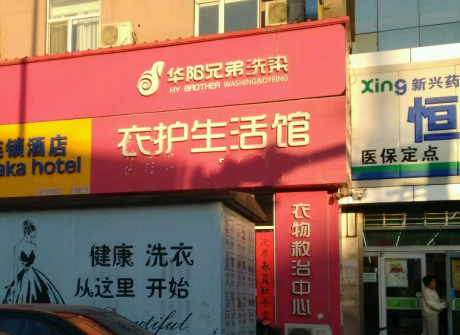 华阳兄弟洗染
HY BROTHER WASHING&DYEING
衣护生活馆
锁酒店
aka hotel
Xing 新兴药
恒
医保定点
衣物救治中心
健康 洗衣
从这里 开始
Beautiful